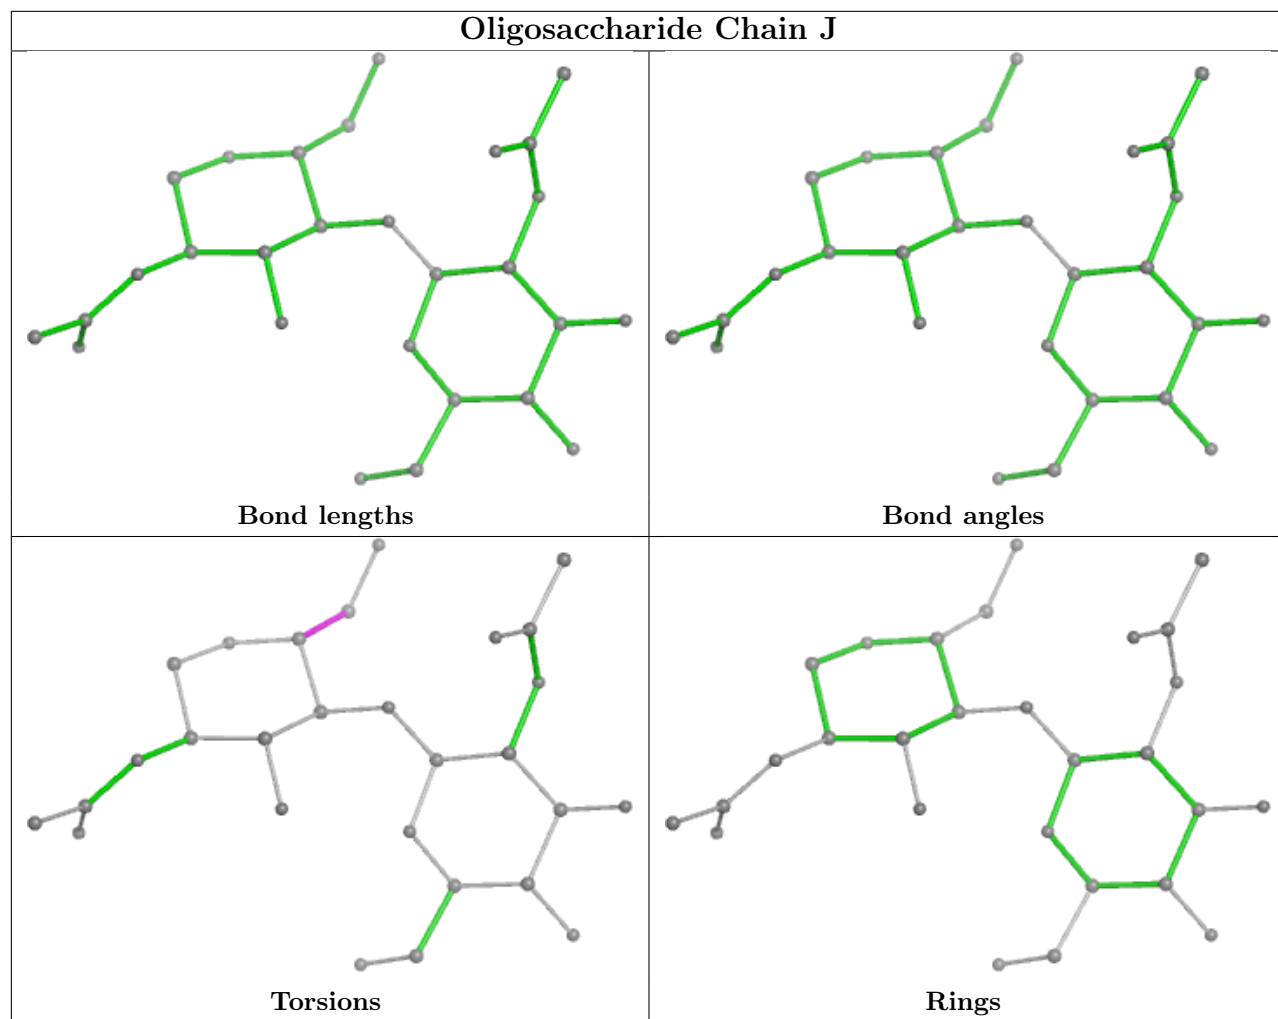 Oligosaccharide Chain J
Bond lengths
Bond angles
Torsions
Rings